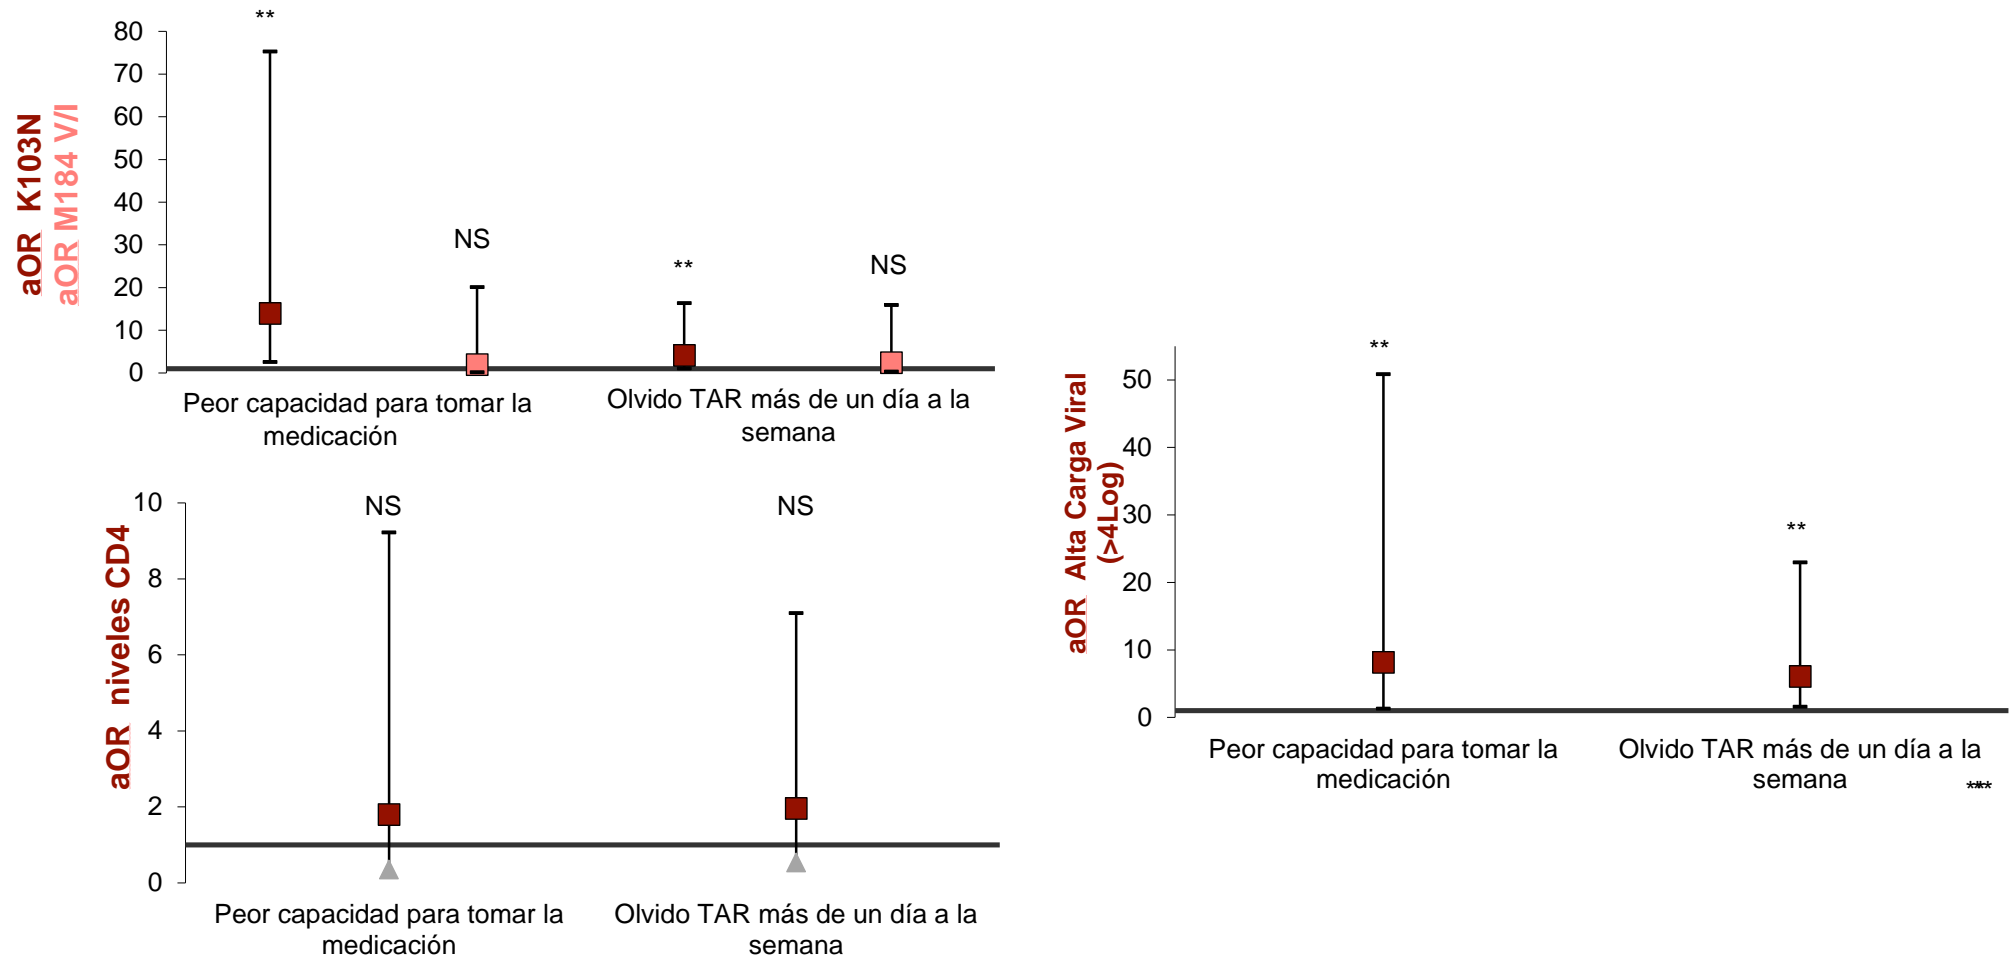 **
80
70
60
50
40
30
20
10
0
aOR K103N
aOR M184 V/I
NS
**
NS
Peor capacidad para tomar la
medicación
Olvido TAR más de un día a la
semana
10
8
6
4
2
0
aOR niveles CD4
NS
NS
Peor capacidad para tomar la
medicación
Olvido TAR más de un día a la
semana
50
40
30
20
10
0
aOR Alta Carga Viral
(>4Log)
**
**
Peor capacidad para tomar la
medicación
Olvido TAR más de un día a la
semana